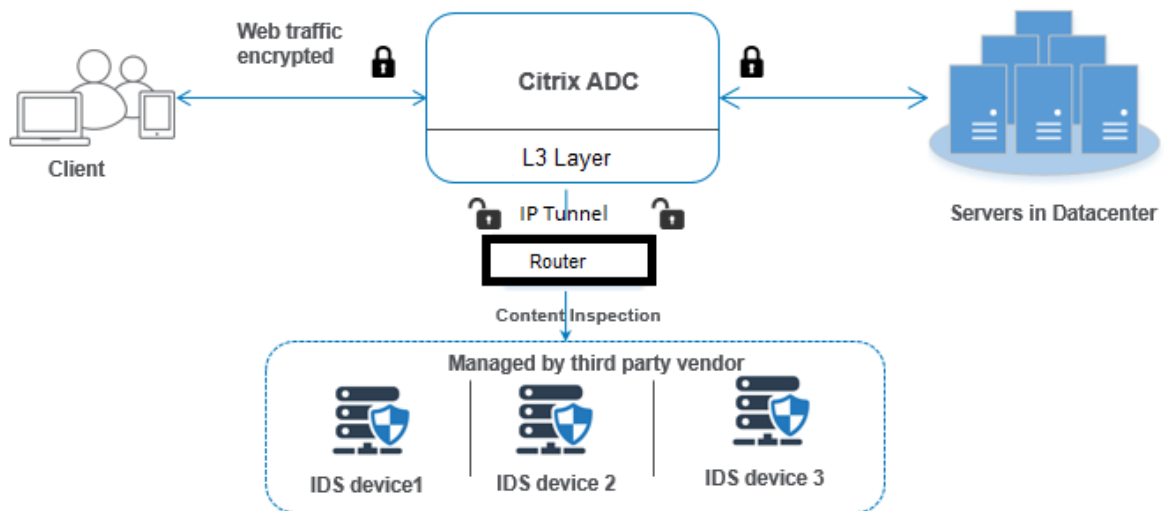 Web traffic
encrypted
Citrix ADC
L3 Layer
Client
Servers in Datacenter
IP Tunnel
Router
Content Inspection
Managed by third party vendor
IDS device1
IDS device 2
IDS device 3